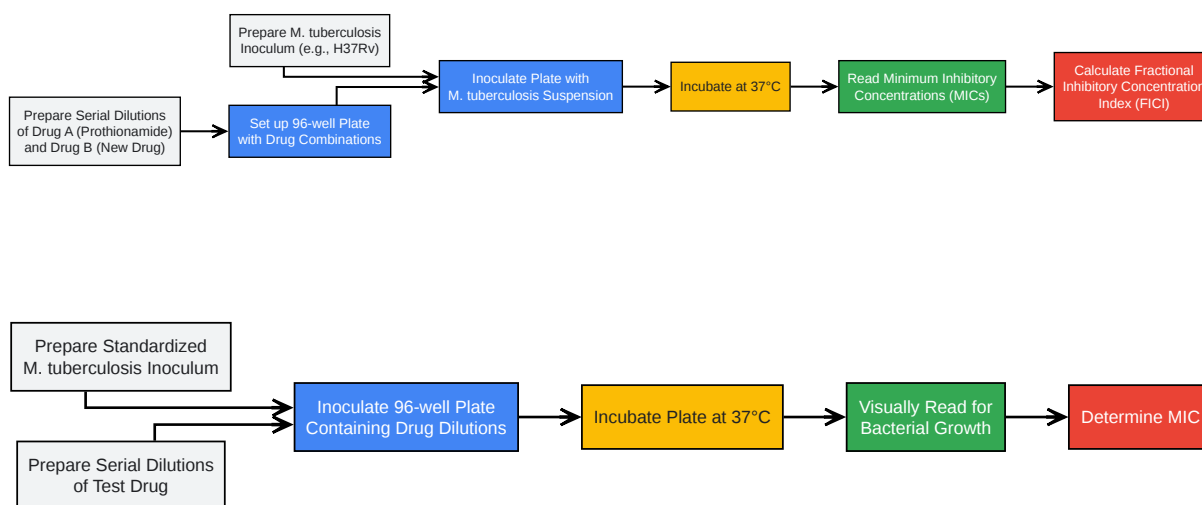 Prepare M. tuberculosis
Inoculum (e.g., H37Rv)
Prepare Serial Dilutions
of Drug A (Prothionamide)
and Drug B (New Drug)
Set up 96-well Plate
with Drug Combinations
Inoculate Plate with
M. tuberculosis Suspension
Incubate at 37°C
Read Minimum Inhibitory
Concentrations (MICs)
Calculate Fractional
Inhibitory Concentration
Index (FICI)
Prepare Standardized
M. tuberculosis Inoculum
Prepare Serial Dilutions
of Test Drug
Inoculate 96-well Plate
Containing Drug Dilutions
Incubate Plate at 37°C
Visually Read for
Bacterial Growth
Determine MIC